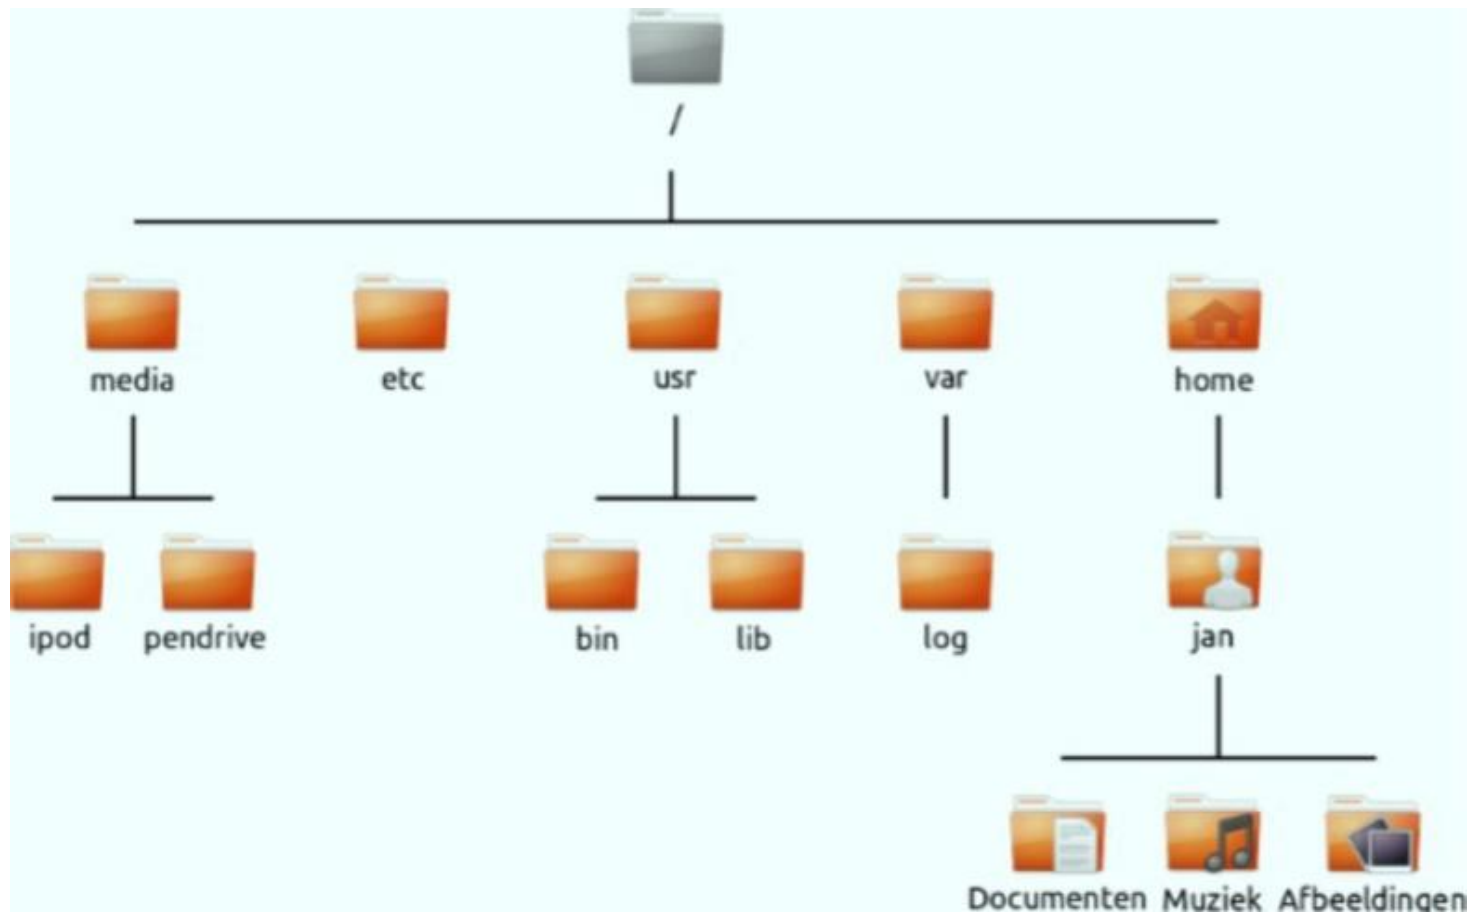 /
media etc usr var home
ipod pendrive bin lib log jan
Documenten Muziek Afbeeldingen